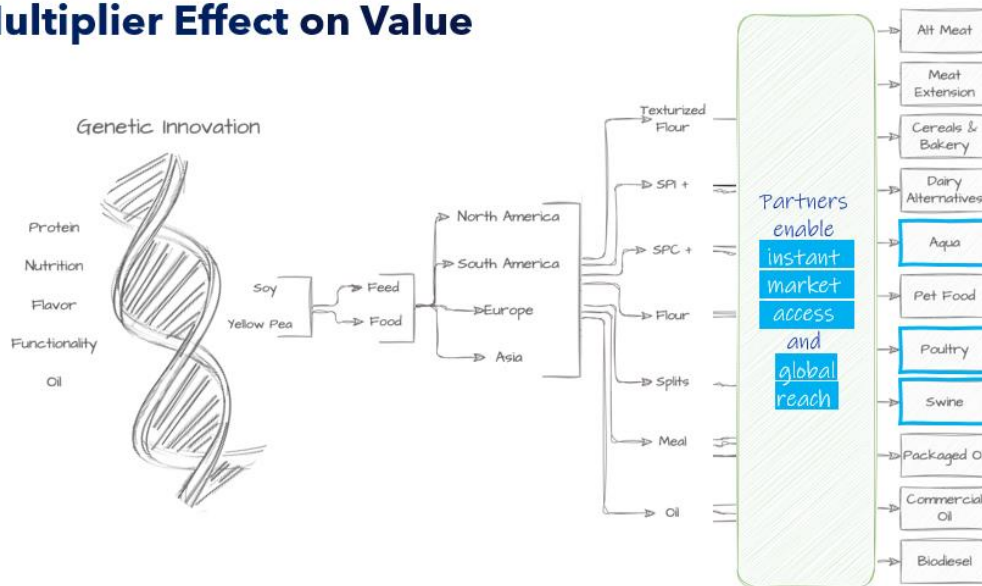 ultiplier Effect on Value
Genetic Innovation
Protein
Nutrition
Flavor
Functionality
Oil
Soy
Yellow Pea
Feed
Food
North America
South America
Europe
Asia
Texturized
Flour
SPI +
SPC +
Flour
Splits
Meal
Oil
Partners
enable
instant
market
access
and
global
reach
Alt Meat
Meat
Extension
Cereals &
Bakery
Dairy
Alternatives
Aqua
Pet Food
Poultry
Swine
Packaged O
Commercial
Oil
Biodiesel